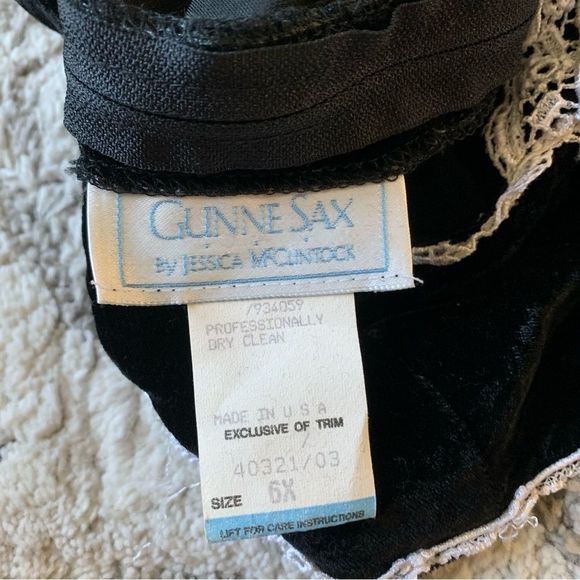 GUNNE SAX
BY JESSICA MCCLINTOCK
/934059
PROFESSIONALLY
DRY CLEAN
MADE IN U S A
EXCLUSIVE OF TRIM
40321/03
SIZE 6X
LIFT FOR CARE INSTRUCTIONS